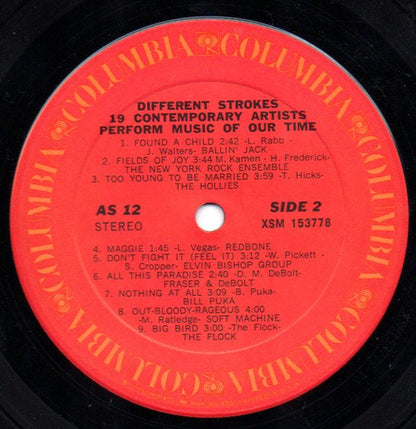 COLUMBIA COLUMBIA COLUMBIA COLUMBIA COLUMBIA COLUMBIA
DIFFERENT STROKES
19 CONTEMPORARY ARTISTS
PERFORM MUSIC OF OUR TIME
1. FOUND A CHILD 2:42 -L. Rabb -
J. Walters- BALLIN' JACK
2. FIELDS OF JOY 3:44 M. Kamen - H. Frederick-
THE NEW YORK ROCK ENSEMBLE
3. TOO YOUNG TO BE MARRIED 3:59 -T. Hicks-
THE HOLLIES
AS 12
SIDE 2
STEREO
XSM 153778
4. MAGGIE 1:45 -L. Vegas- REDBONE
5. DON'T FIGHT IT (FEEL IT) 3:12 -W. Pickett -
S. Cropper- ELVIN BISHOP GROUP
6. ALL THIS PARADISE 2:40 -D. M. DeBolt-
FRASER & DeBOLT
7. NOTHING AT ALL 3:09 -B. Puka-
BILL PUKA
8. OUT-BLOODY-RAGEOUS 4:00
-M. Ratledge- SOFT MACHINE
9. BIG BIRD 3:00 -The Flock-
THE FLOCK